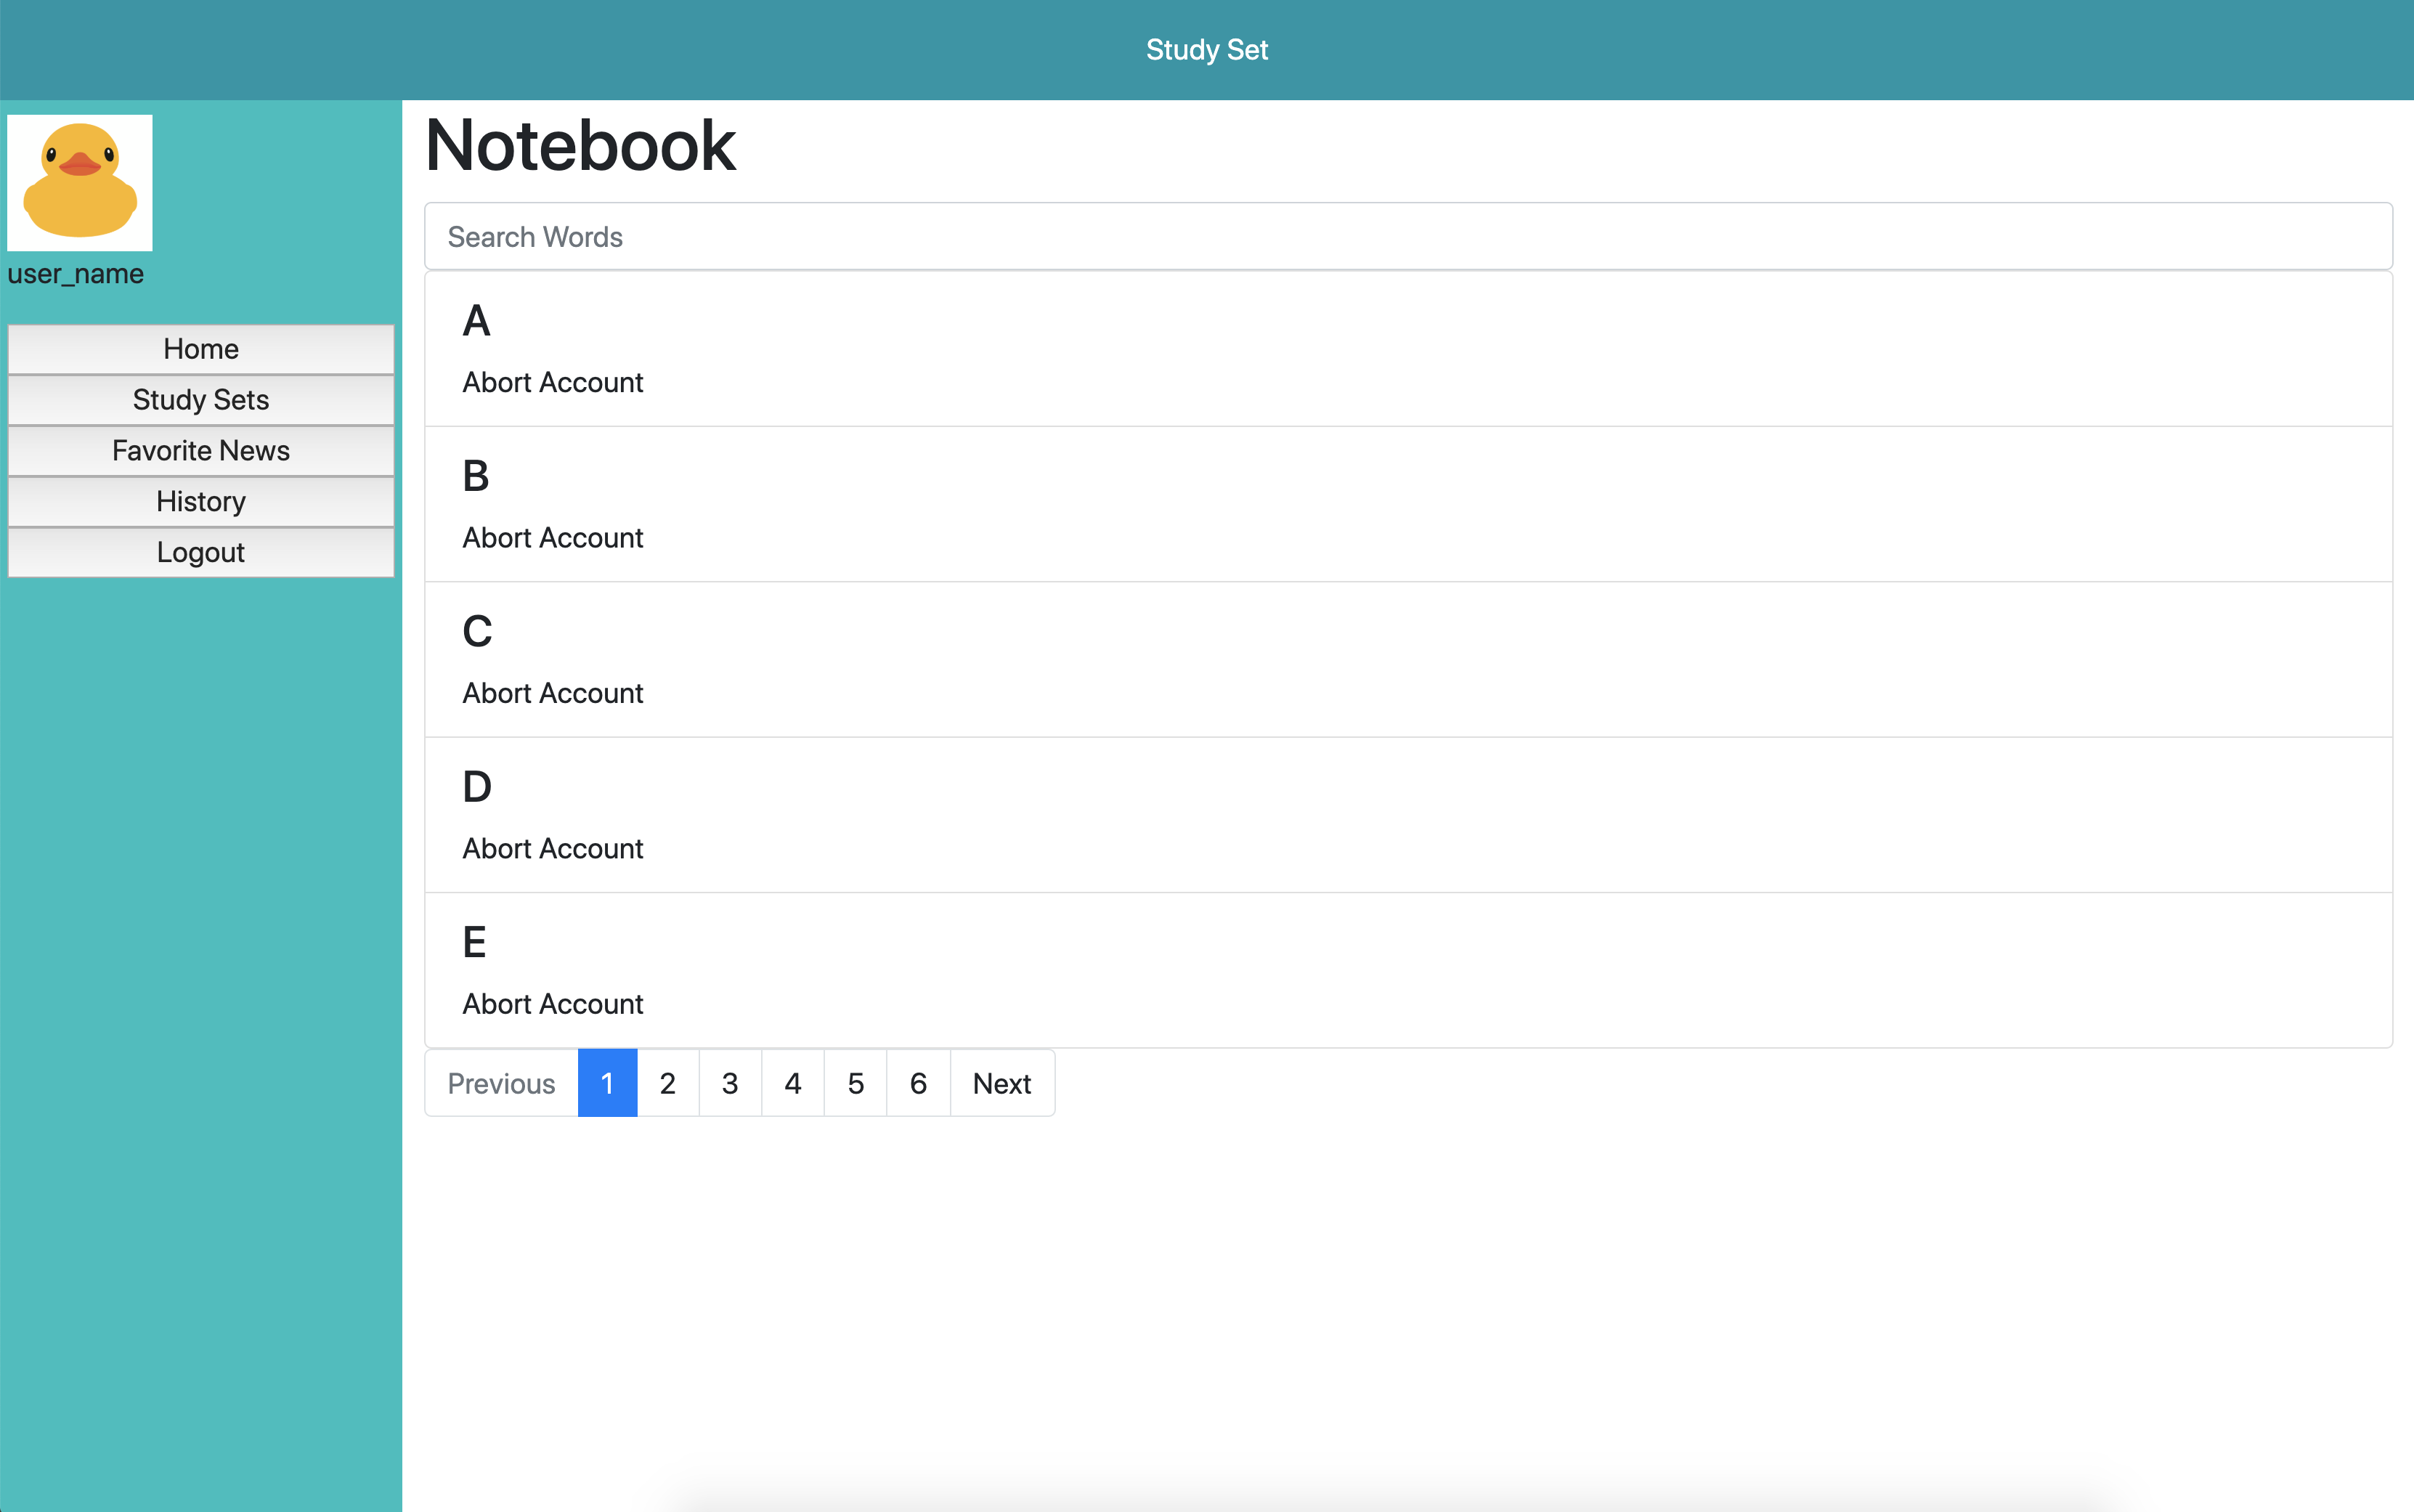 Study Set
user_name
Home
Study Sets
Favorite News
History
Logout
Notebook
Search Words
A
Abort Account
B
Abort Account
C
Abort Account
D
Abort Account
E
Abort Account
Previous 1 2 3 4 5 6 Next